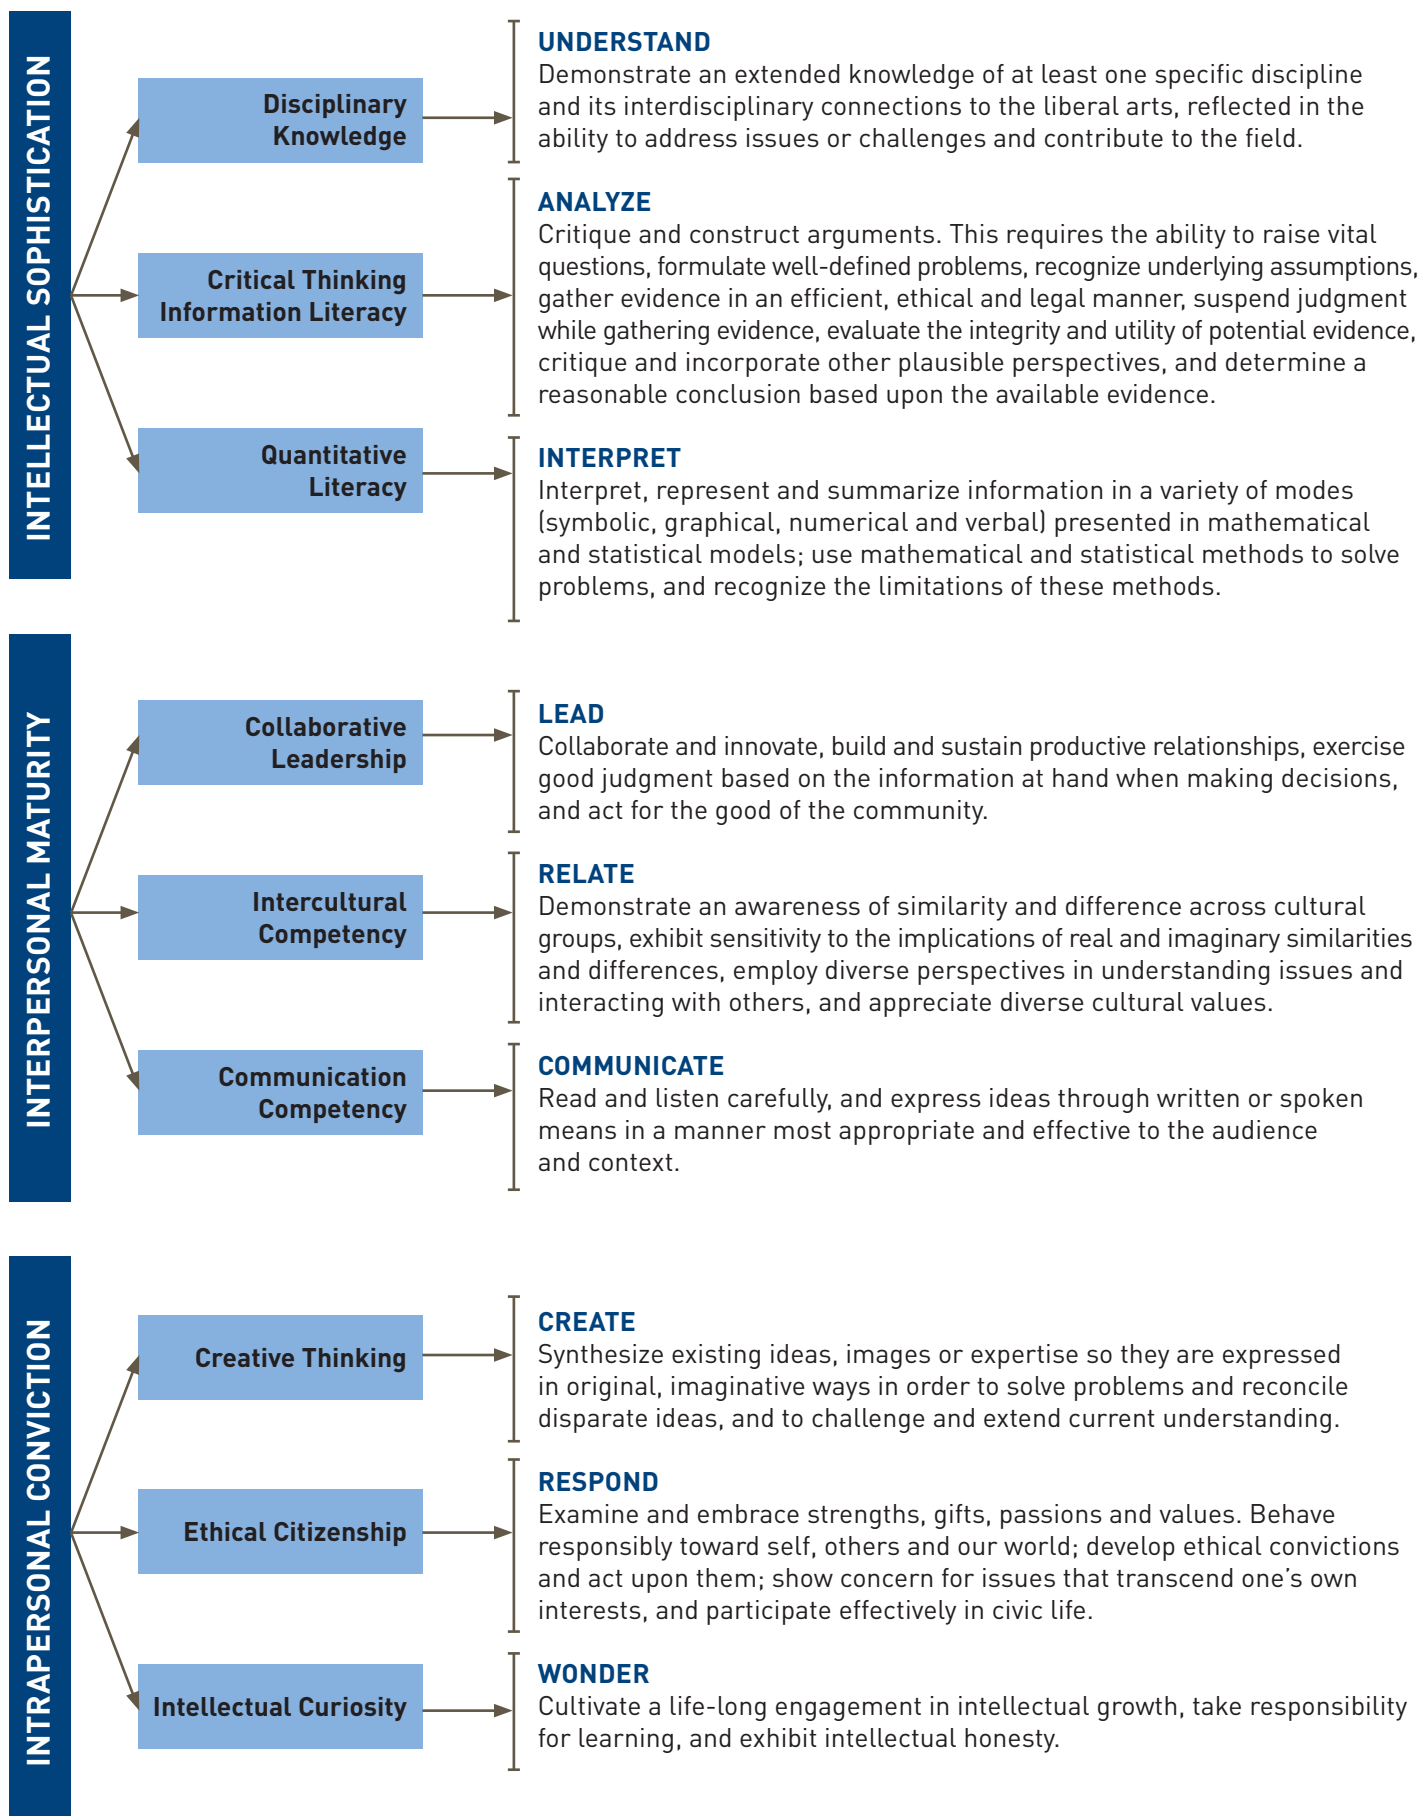 INTELLECTUAL SOPHISTICATION
Disciplinary
Knowledge
UNDERSTAND
Demonstrate an extended knowledge of at least one specific discipline
and its interdisciplinary connections to the liberal arts, reflected in the
ability to address issues or challenges and contribute to the field.
Critical Thinking
Information Literacy
ANALYZE
Critique and construct arguments. This requires the ability to raise vital
questions, formulate well-defined problems, recognize underlying assumptions,
gather evidence in an efficient, ethical and legal manner, suspend judgment
while gathering evidence, evaluate the integrity and utility of potential evidence,
critique and incorporate other plausible perspectives, and determine a
reasonable conclusion based upon the available evidence.
Quantitative
Literacy
INTERPRET
Interpret, represent and summarize information in a variety of modes
(symbolic, graphical, numerical and verbal) presented in mathematical
and statistical models; use mathematical and statistical methods to solve
problems, and recognize the limitations of these methods.
INTERPERSONAL MATURITY
Collaborative
Leadership
LEAD
Collaborate and innovate, build and sustain productive relationships, exercise
good judgment based on the information at hand when making decisions,
and act for the good of the community.
Intercultural
Competency
RELATE
Demonstrate an awareness of similarity and difference across cultural
groups, exhibit sensitivity to the implications of real and imaginary similarities
and differences, employ diverse perspectives in understanding issues and
interacting with others, and appreciate diverse cultural values.
Communication
Competency
COMMUNICATE
Read and listen carefully, and express ideas through written or spoken
means in a manner most appropriate and effective to the audience
and context.
INTRAPERSONAL CONVICTION
Creative Thinking
CREATE
Synthesize existing ideas, images or expertise so they are expressed
in original, imaginative ways in order to solve problems and reconcile
disparate ideas, and to challenge and extend current understanding.
Ethical Citizenship
RESPOND
Examine and embrace strengths, gifts, passions and values. Behave
responsibly toward self, others and our world; develop ethical convictions
and act upon them; show concern for issues that transcend one’s own
interests, and participate effectively in civic life.
Intellectual Curiosity
WONDER
Cultivate a life-long engagement in intellectual growth, take responsibility
for learning, and exhibit intellectual honesty.